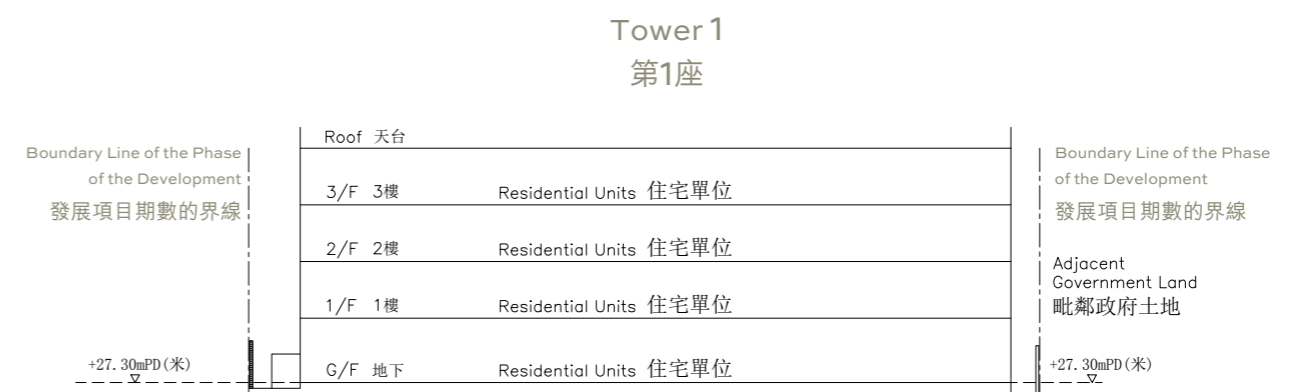 Tower 1
第1座
Boundary Line of the Phase
of the Development
發展項目期數的界線
Roof 天台
3/F 3樓 Residential Units 住宅單位
2/F 2樓 Residential Units 住宅單位
1/F 1樓 Residential Units 住宅單位
G/F 地下 Residential Units 住宅單位
+27.30mPD(米)
Boundary Line of the Phase
of the Development
發展項目期數的界線
Adjacent
Government Land
毗鄰政府土地
+27.30mPD(米)